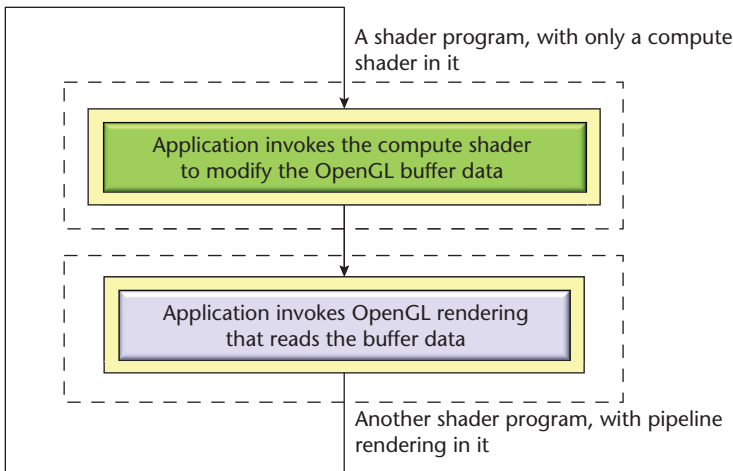 A shader program, with only a compute
shader in it
Application invokes the compute shader
to modify the OpenGL buffer data
Application invokes OpenGL rendering
that reads the buffer data
Another shader program, with pipeline
rendering in it